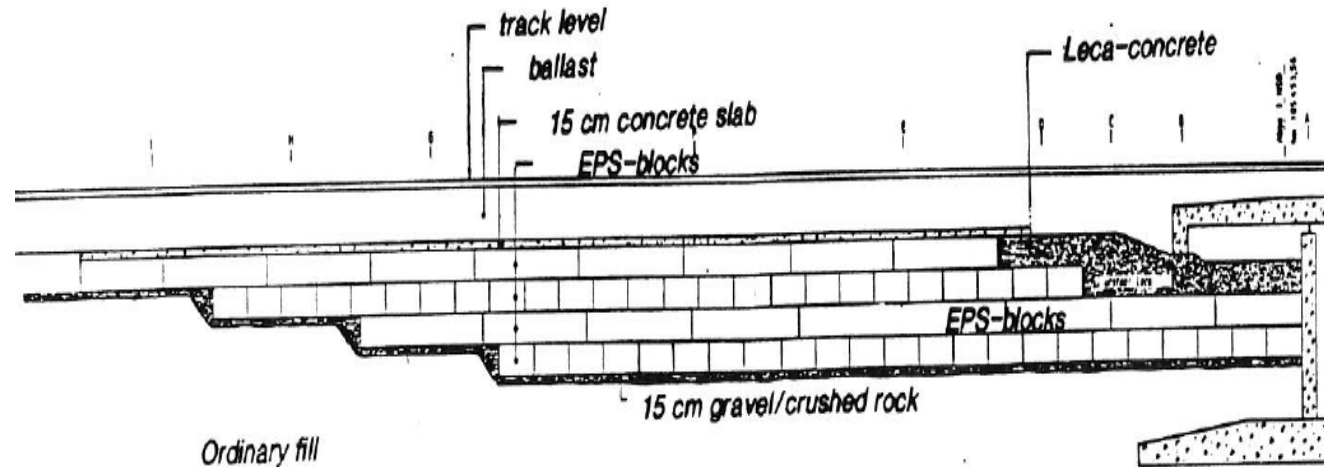 track level
Leca-concrete
ballast
15 cm concrete slab
EPS-blocks
H
G
E
D
C
B
A
EPS-blocks
15 cm gravel/crushed rock
Ordinary fill